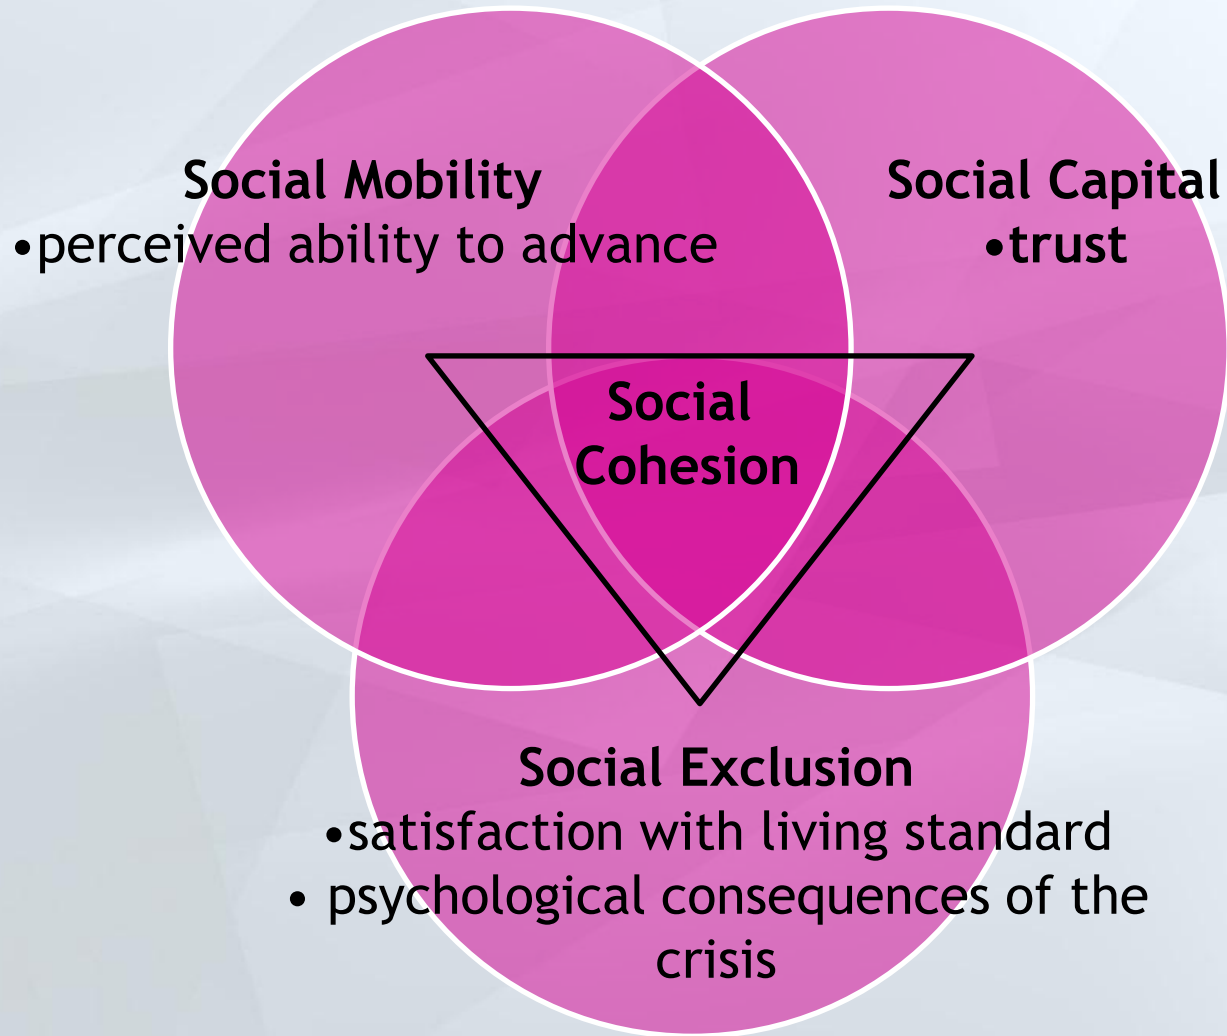 Social Mobility
•perceived ability to advance
Social Capital
•trust
Social
Cohesion
Social Exclusion
•satisfaction with living standard
• psychological consequences of the
crisis